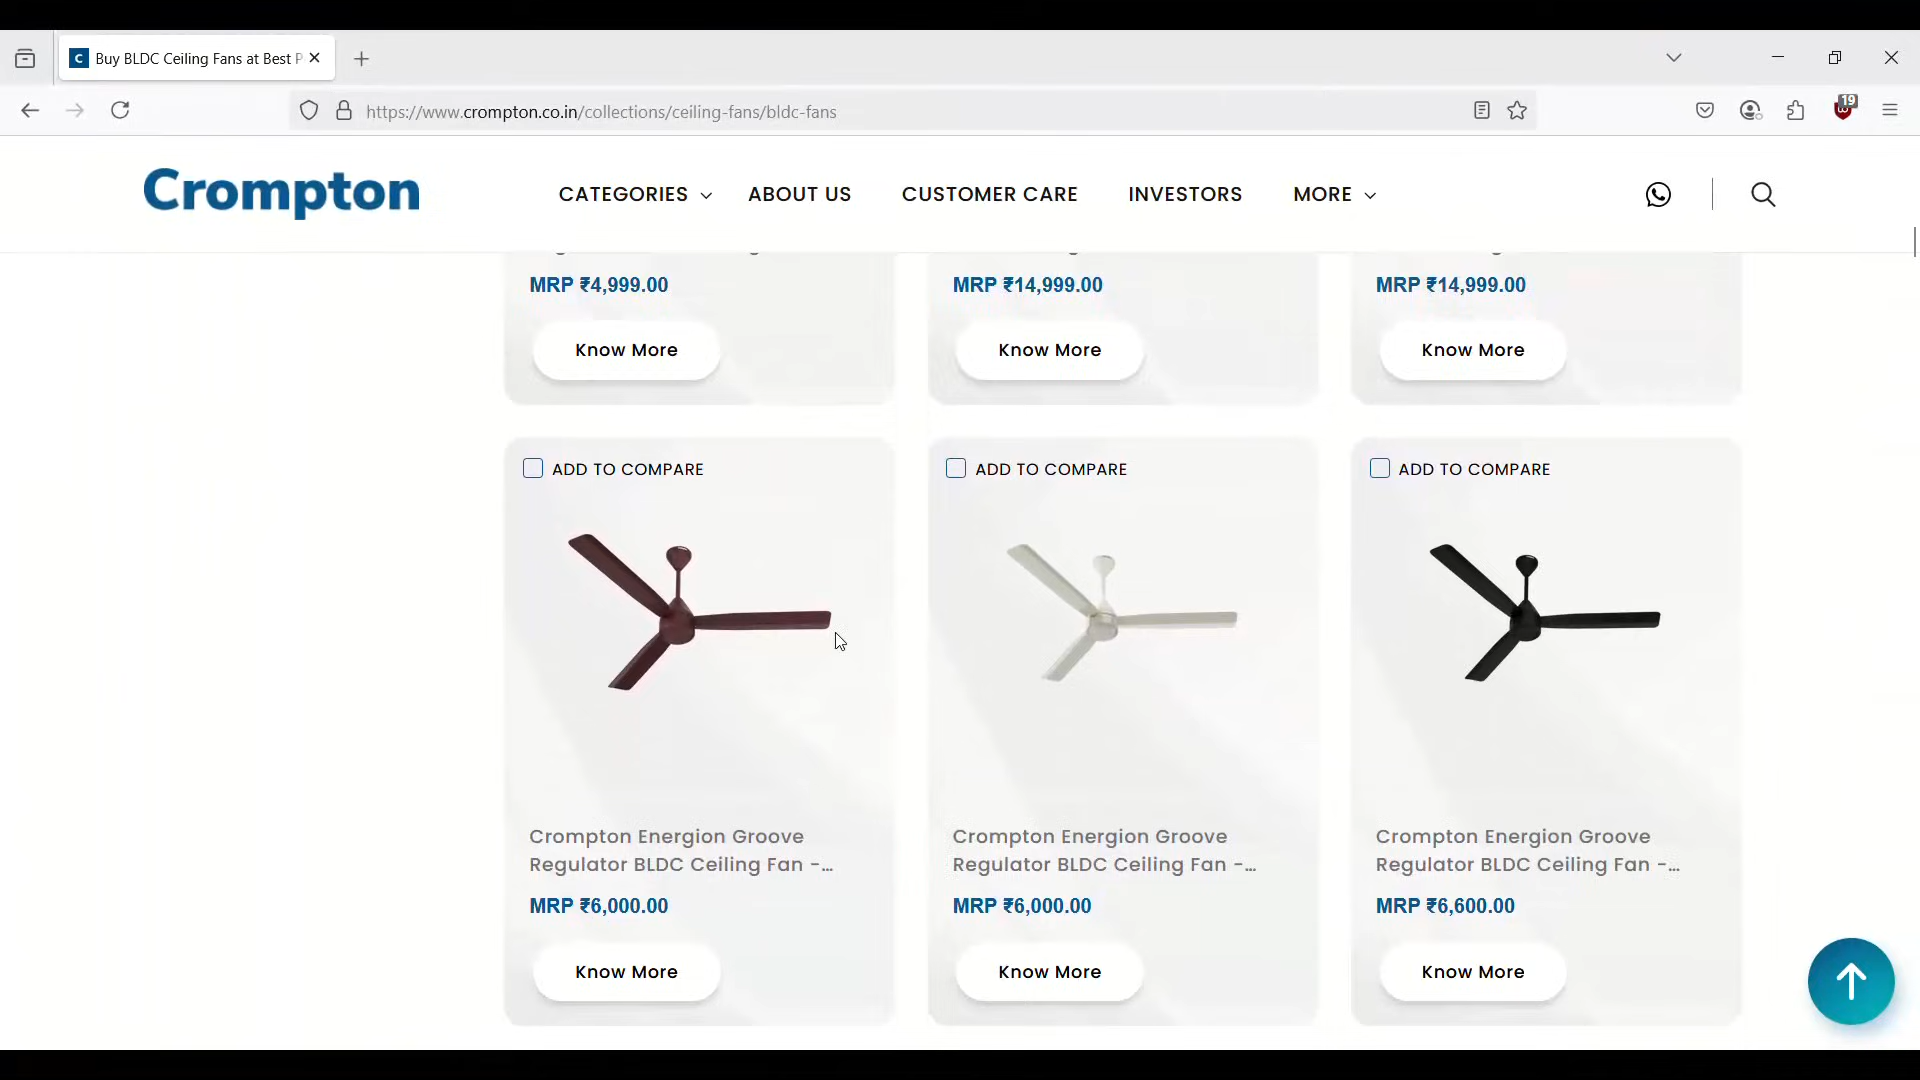 Buy BLDC Ceiling Fans at Best P
https://www.crompton.co.in/collections/ceiling-fans/bldc-fans
19
Crompton
CATEGORIES
ABOUT US
CUSTOMER CARE
INVESTORS
MORE
MRP ₹4,999.00
MRP ₹14,999.00
MRP ₹14,999.00
Know More
Know More
Know More
ADD TO COMPARE
ADD TO COMPARE
ADD TO COMPARE
Crompton Energion Groove
Regulator BLDC Ceiling Fan -...
MRP ₹6,000.00
Know More
Crompton Energion Groove
Regulator BLDC Ceiling Fan -...
MRP ₹6,000.00
Know More
Crompton Energion Groove
Regulator BLDC Ceiling Fan -...
MRP ₹6,600.00
Know More